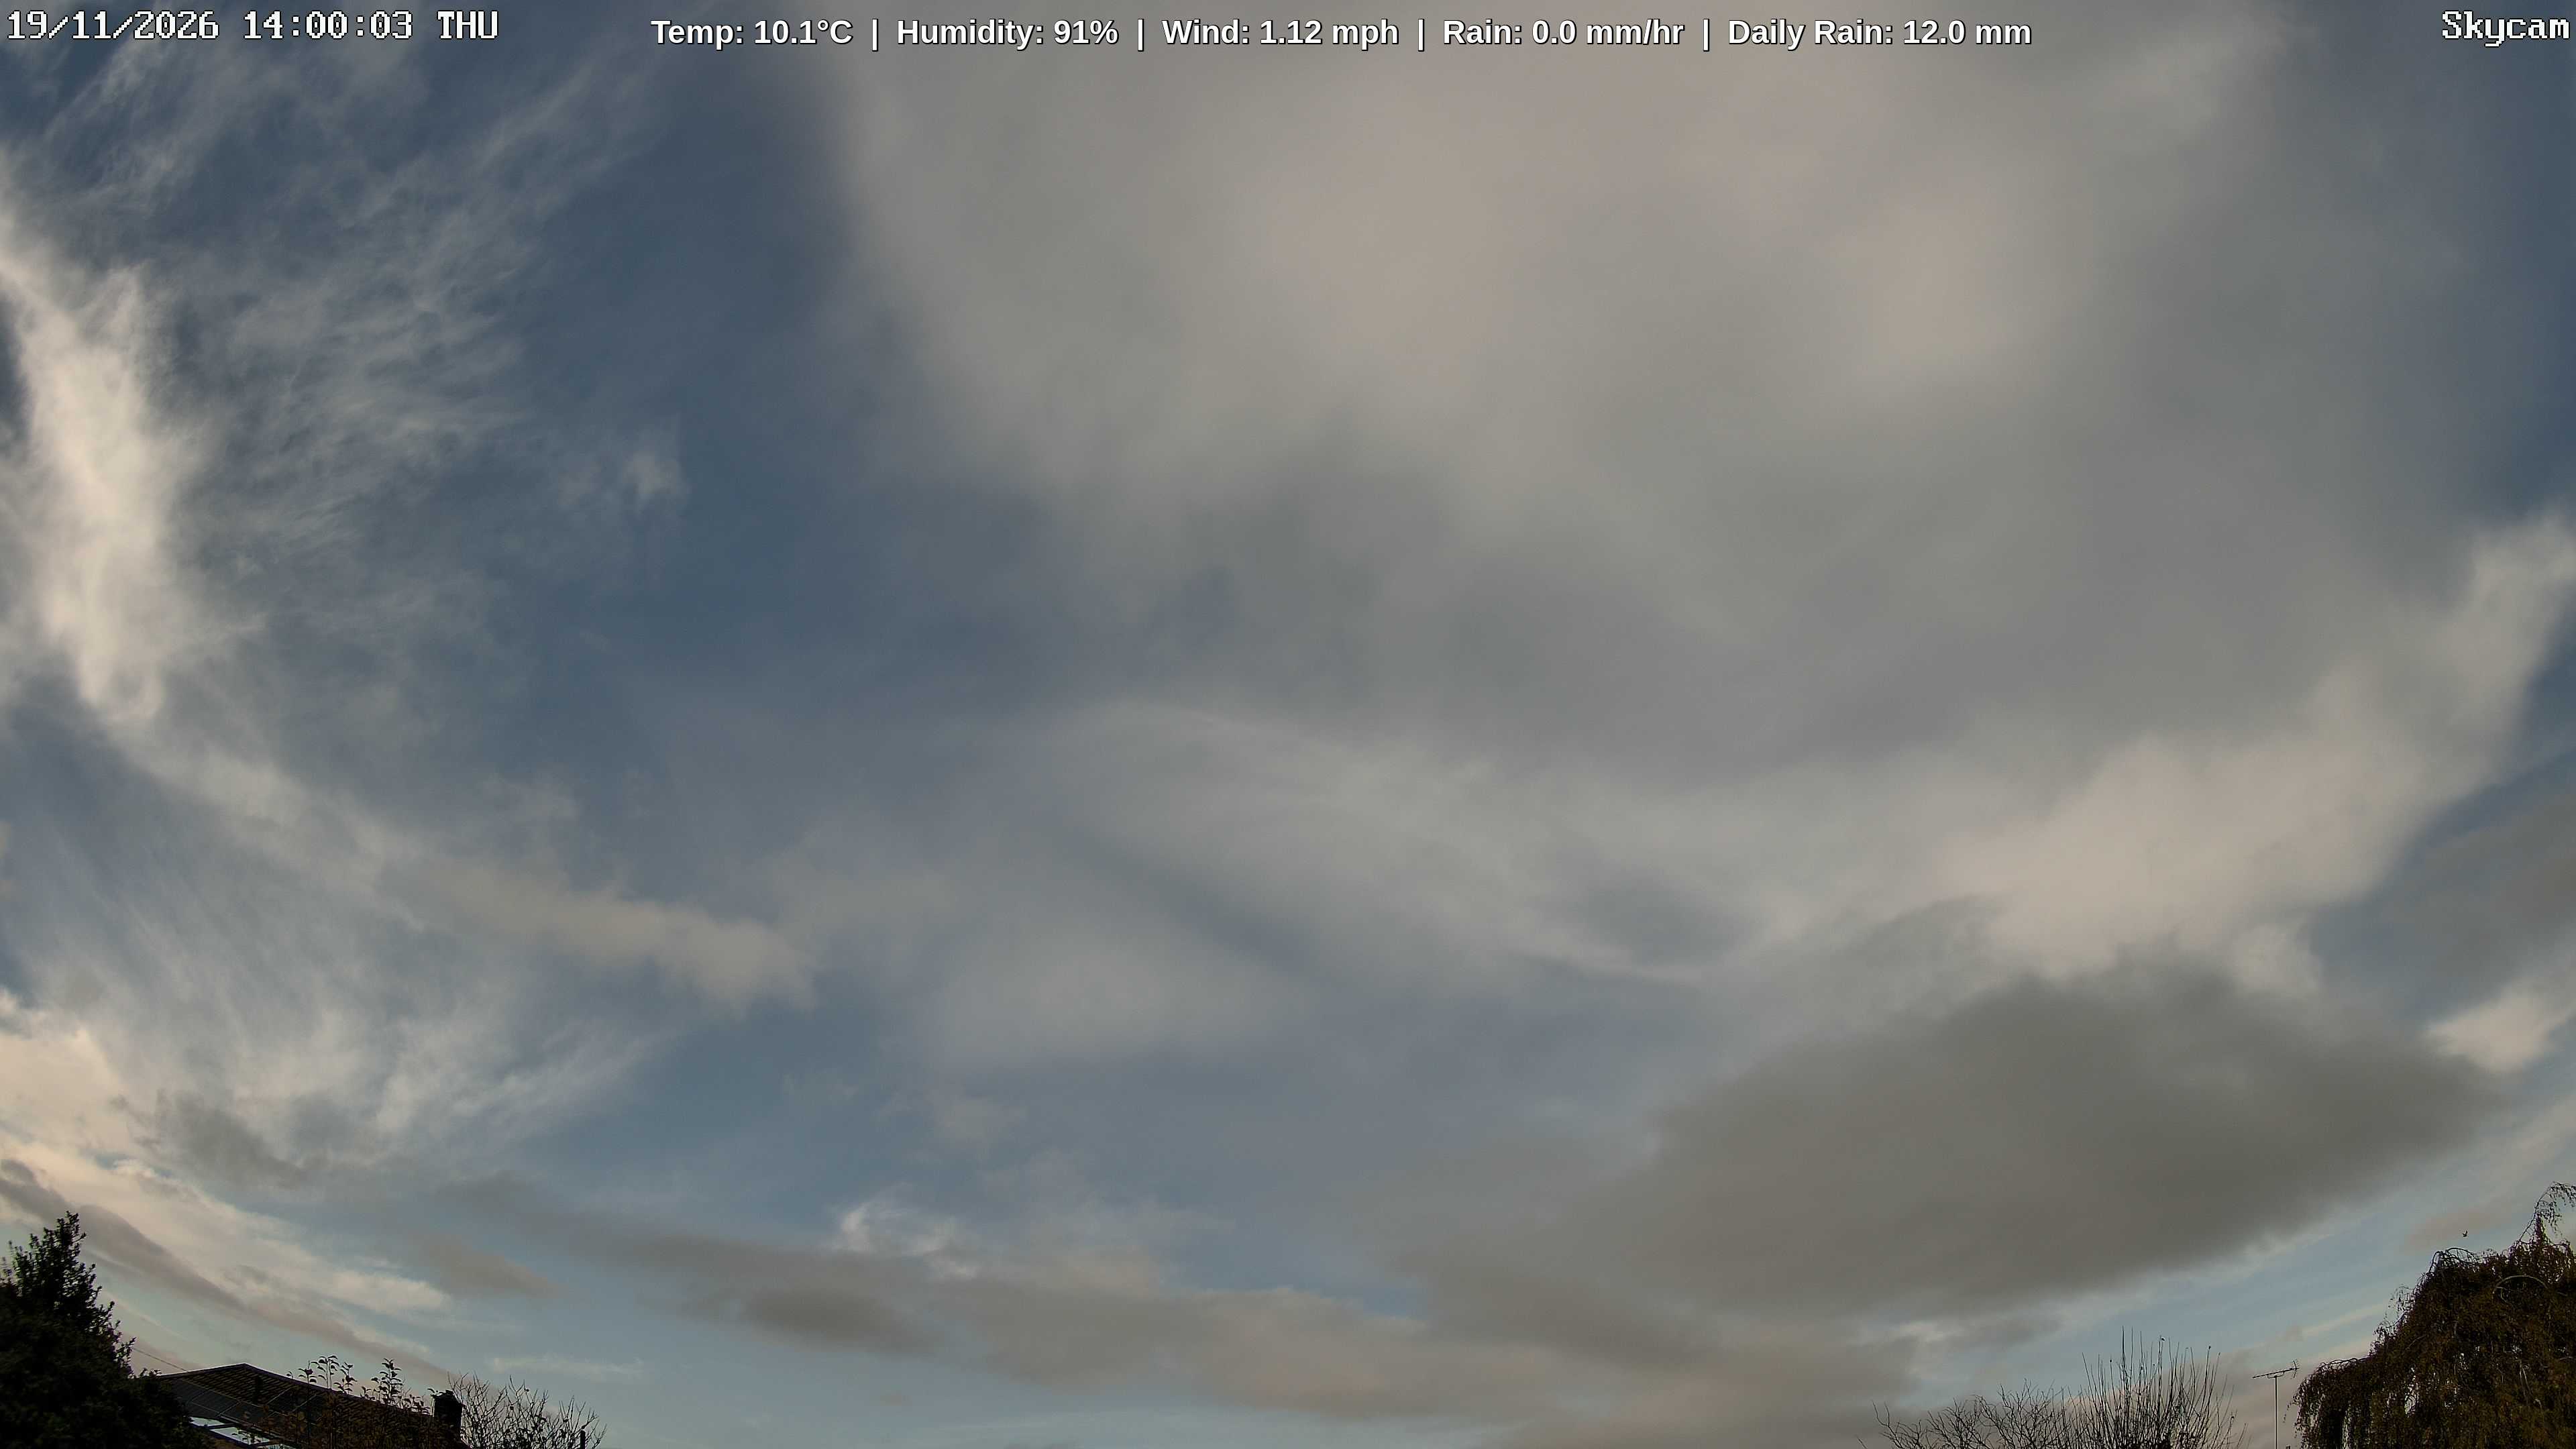 19/11/2026 14:00:03 THU
Temp: 10.1°C | Humidity: 91% | Wind: 1.12 mph | Rain: 0.0 mm/hr | Daily Rain: 12.0 mm
Skycam